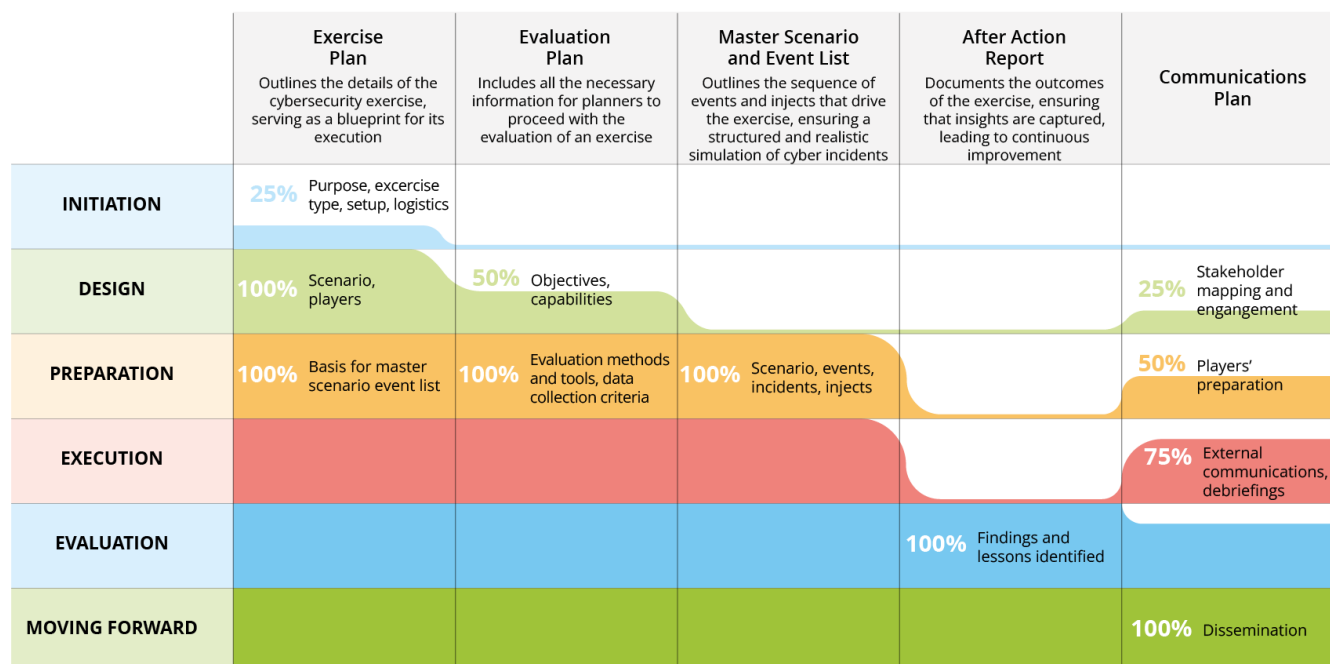 Exercise
Plan
Outlines the details of the
cybersecurity exercise,
serving as a blueprint for its
execution
Evaluation
Plan
Includes all the necessary
information for planners to
proceed with the
evaluation of an exercise
Master Scenario
and Event List
Outlines the sequence of
events and injects that drive
the exercise, ensuring a
structured and realistic
simulation of cyber incidents
After Action
Report
Documents the outcomes
of the exercise, ensuring
that insights are captured,
leading to continuous
improvement
Communications
Plan
INITIATION
25%
Purpose, excercise
type, setup, logistics
DESIGN
100%
Scenario,
players
50%
Objectives,
capabilities
25%
Stakeholder
mapping and
engangement
PREPARATION
100%
Basis for master
scenario event list
100%
Evaluation methods
and tools, data
collection criteria
100%
Scenario, events,
incidents, injects
50%
Players’
preparation
EXECUTION
75%
External
communications,
debriefings
EVALUATION
100%
Findings and
lessons identified
MOVING FORWARD
100%
Dissemination